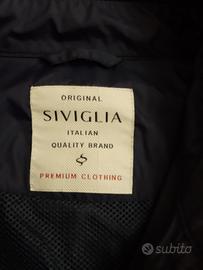 ORIGINAL
SIVIGLIA
ITALIAN
QUALITY BRAND
PREMIUM CLOTHING
subito